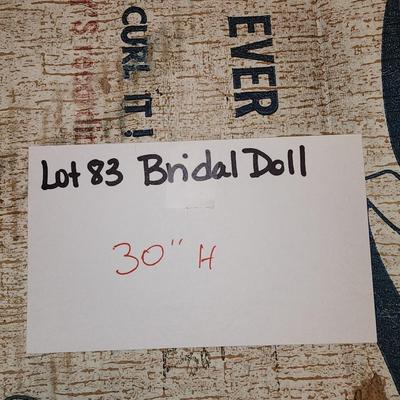 EVER
CURL IT!
Lot 83 Bridal Doll
30" H